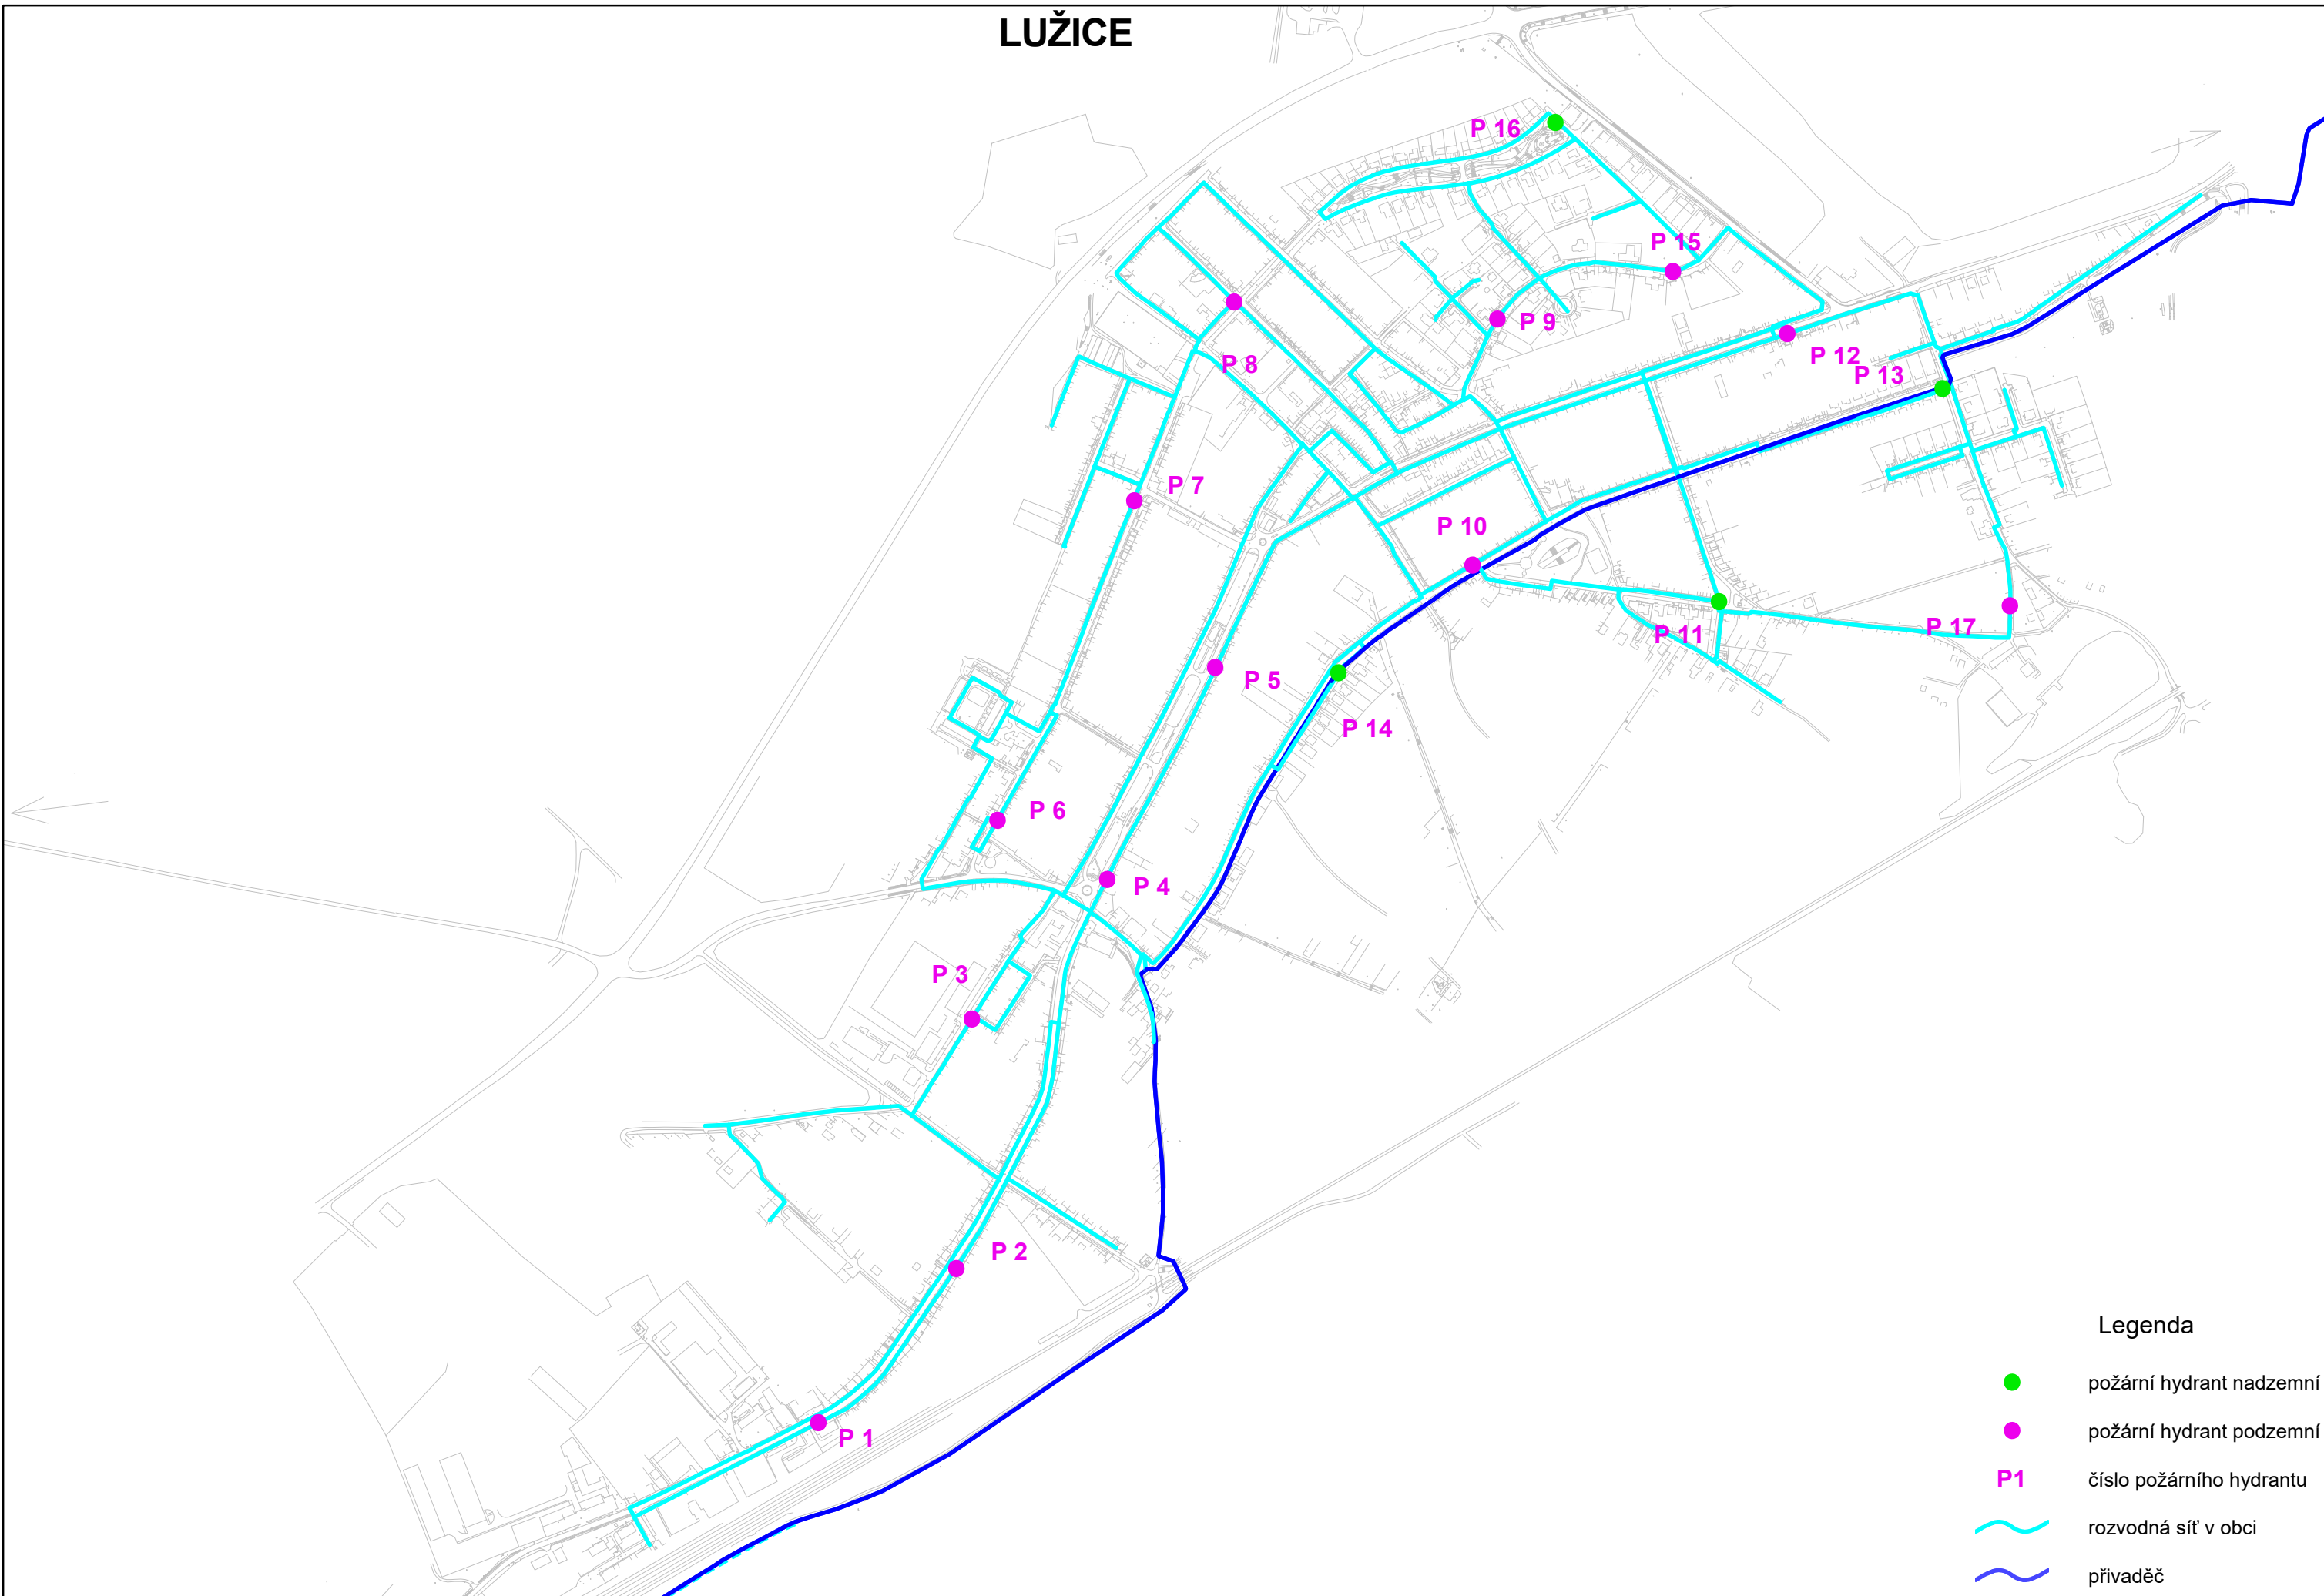 LUŽICE
P 16
P 15
P 9
P 12
P 8
P 13
P 7
P 10
P 17
P 11
P 5
P 14
P 6
P 4
P 3
P 2
P 1
Legenda
požární hydrant nadzemní
požární hydrant podzemní
P1 číslo požárního hydrantu
rozvodná síť v obci
přivaděč